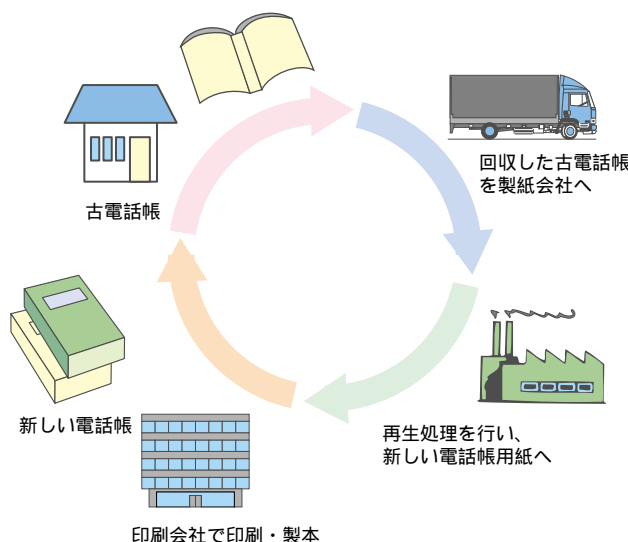 回収した古電話帳
を製紙会社へ
古電話帳
再生処理を行い、
新しい電話帳用紙へ
新しい電話帳
印刷会社で印刷・製本